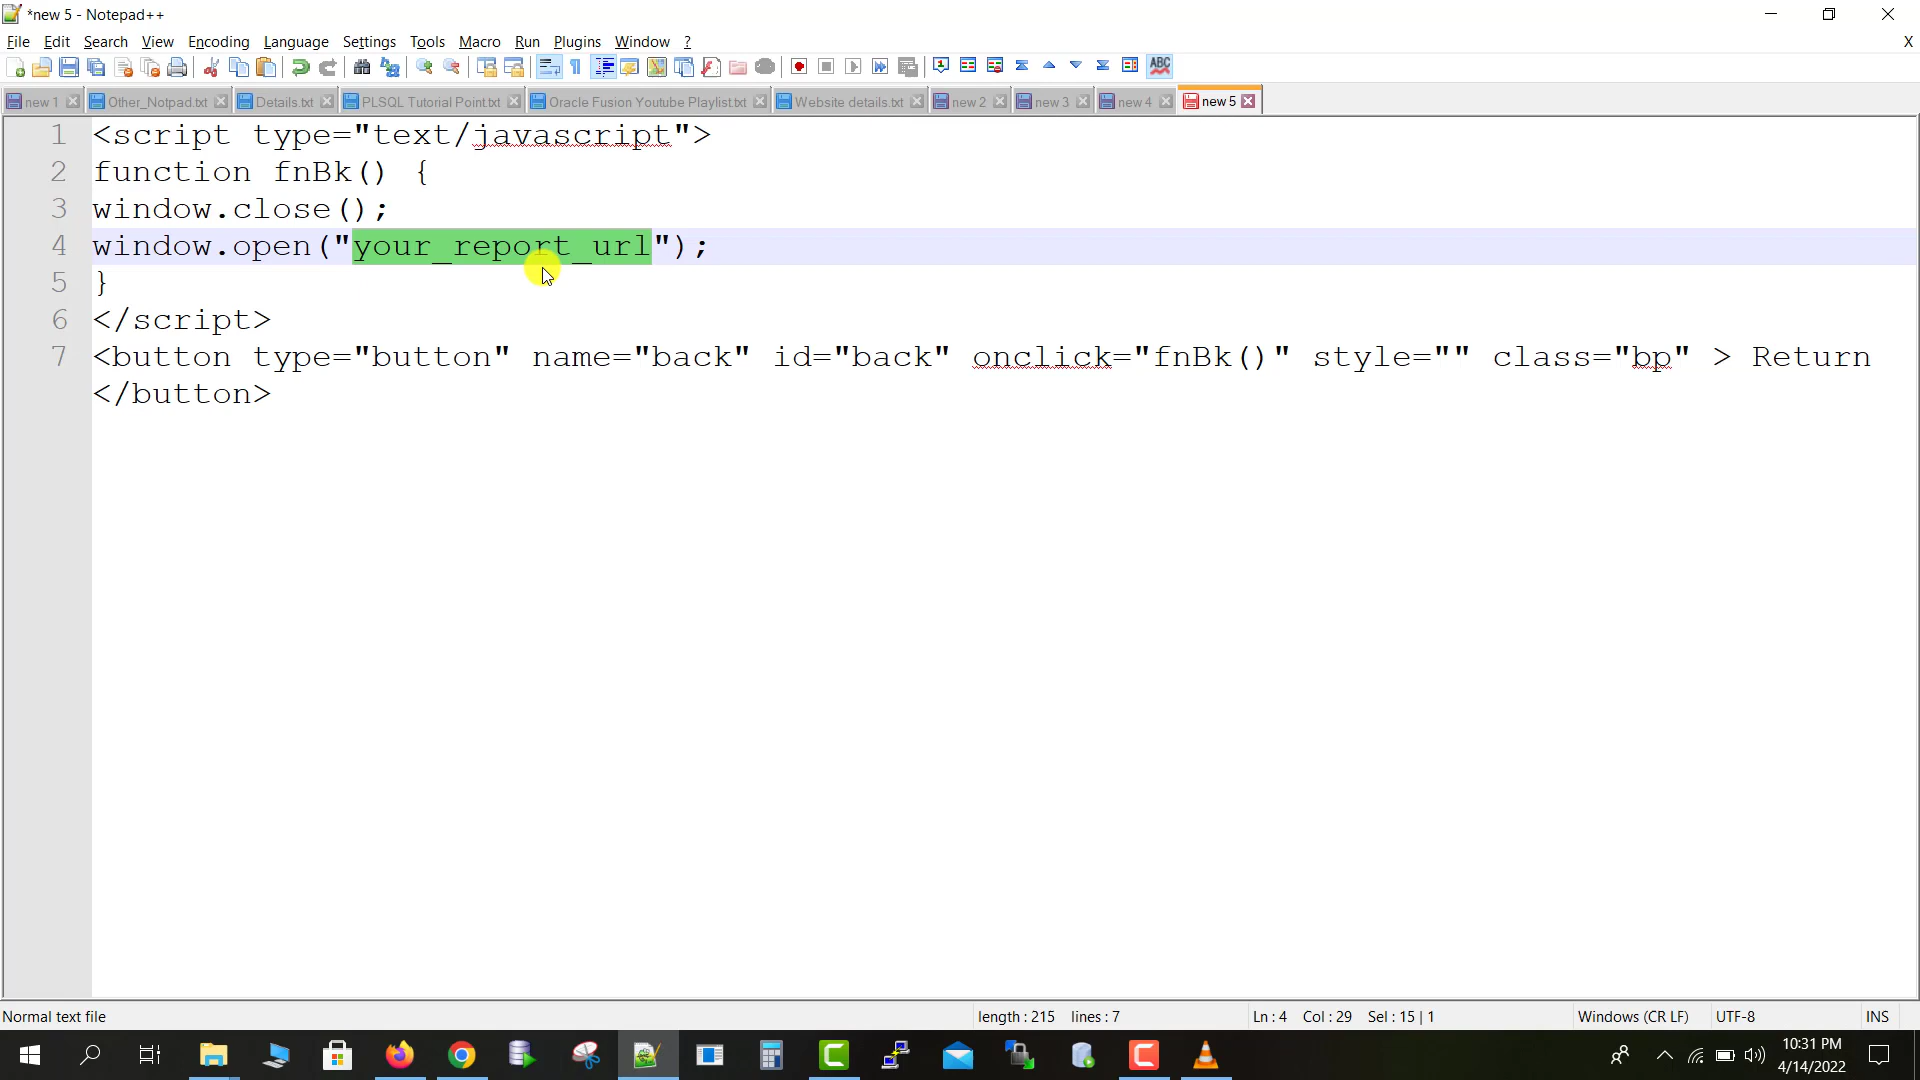 *new 5 - Notepad++
File Edit Search View Encoding Language Settings Tools Macro Run Plugins Window ? X
new 1 Other_Notpad.txt Details.txt PLSQL Tutorial Point.txt Oracle Fusion Youtube Playlist.txt Website details.txt new 2 new 3 new 4 new 5
1 <script type="text/javascript">
2 function fnBk() {
3 window.close();
4 window.open("your_report_url");
5 }
6 </script>
7 <button type="button" name="back" id="back" onclick="fnBk()" style="" class="bp" > Return
</button>
Normal text file length : 215 lines : 7 Ln : 4 Col : 29 Sel : 15 | 1 Windows (CR LF) UTF-8 INS
10:31 PM
4/14/2022